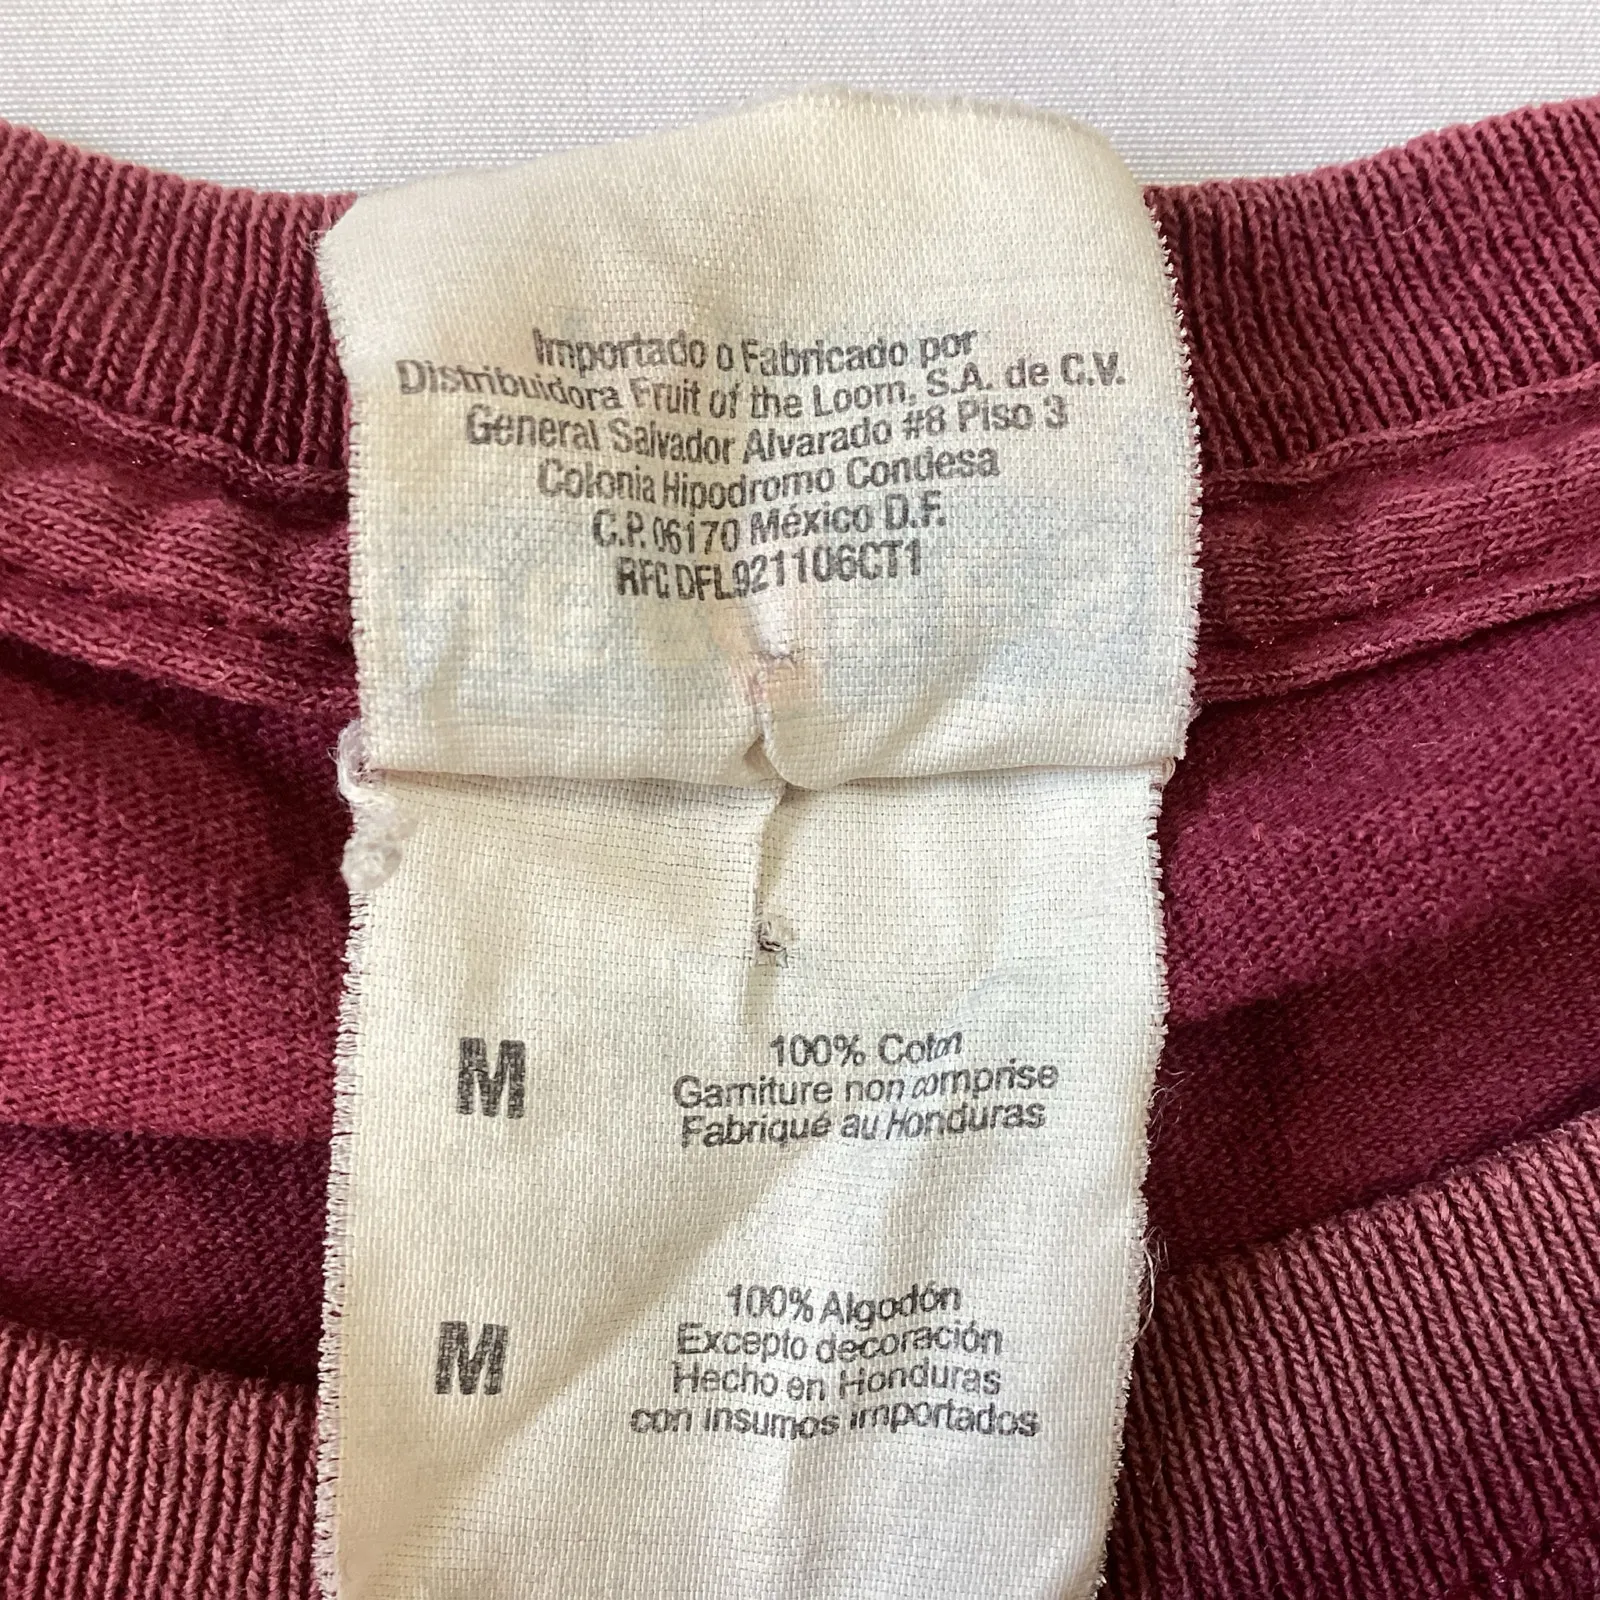 Importado o Fabricado por
Distribuidora Fruit of the Loom, S.A. de C.V.
General Salvador Alvarado #8 Piso 3
Colonia Hipodromo Condesa
C.P. 06170 México D.F.
RFC DFL921106CT1
M
100% Coton
Garniture non comprise
Fabriqué au Honduras
M
100% Algodón
Excepto decoración
Hecho en Honduras
con insumos importados